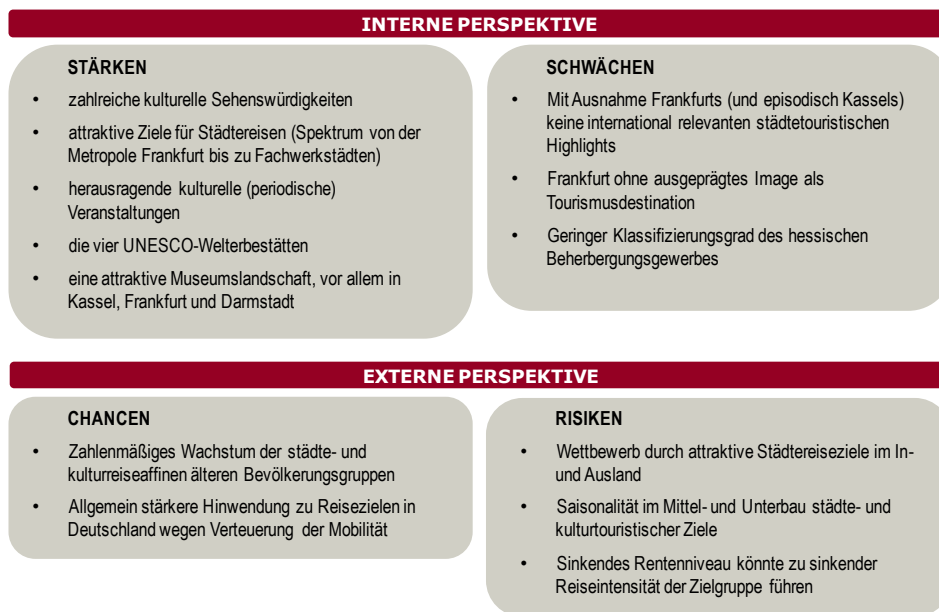 INTERNE PERSPEKTIVE
STÄRKEN
• zahlreiche kulturelle Sehenswürdigkeiten
• attraktive Ziele für Städtereisen (Spektrum von der
Metropole Frankfurt bis zu Fachwerkstädten)
• herausragende kulturelle (periodische)
Veranstaltungen
• die vier UNESCO-Welterbestätten
• eine attraktive Museumslandschaft, vor allem in
Kassel, Frankfurt und Darmstadt
SCHWÄCHEN
• Mit Ausnahme Frankfurts (und episodisch Kassels)
keine international relevanten städtetouristischen
Highlights
• Frankfurt ohne ausgeprägtes Image als
Tourismusdestination
• Geringer Klassifizierungsgrad des hessischen
Beherbergungsgewerbes
EXTERNE PERSPEKTIVE
CHANCEN
• Zahlenmäßiges Wachstum der städte- und
kulturreiseaffinen älteren Bevölkerungsgruppen
• Allgemein stärkere Hinwendung zu Reisezielen in
Deutschland wegen Verteuerung der Mobilität
RISIKEN
• Wettbewerb durch attraktive Städtereiseziele im In-
und Ausland
• Saisonalität im Mittel- und Unterbau städte- und
kulturtouristischer Ziele
• Sinkendes Rentenniveau könnte zu sinkender
Reiseintensität der Zielgruppe führen